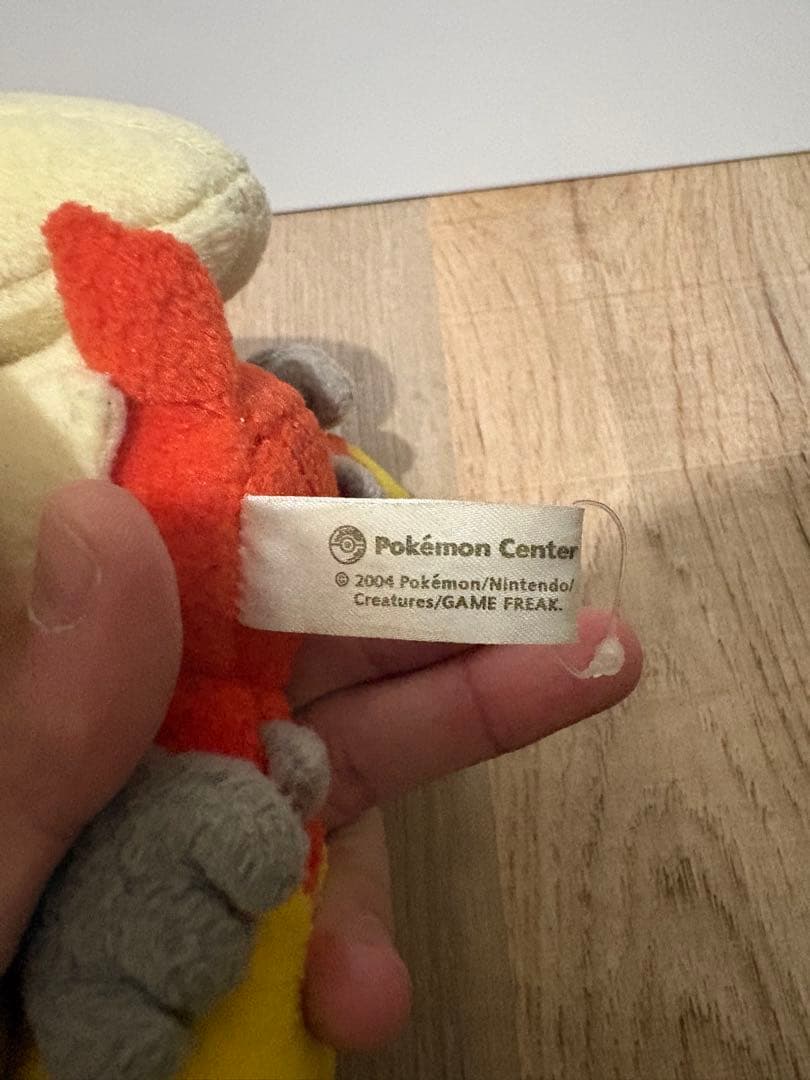 Pokémon Center
© 2004 Pokémon/Nintendo/
Creatures/GAME FREAK.